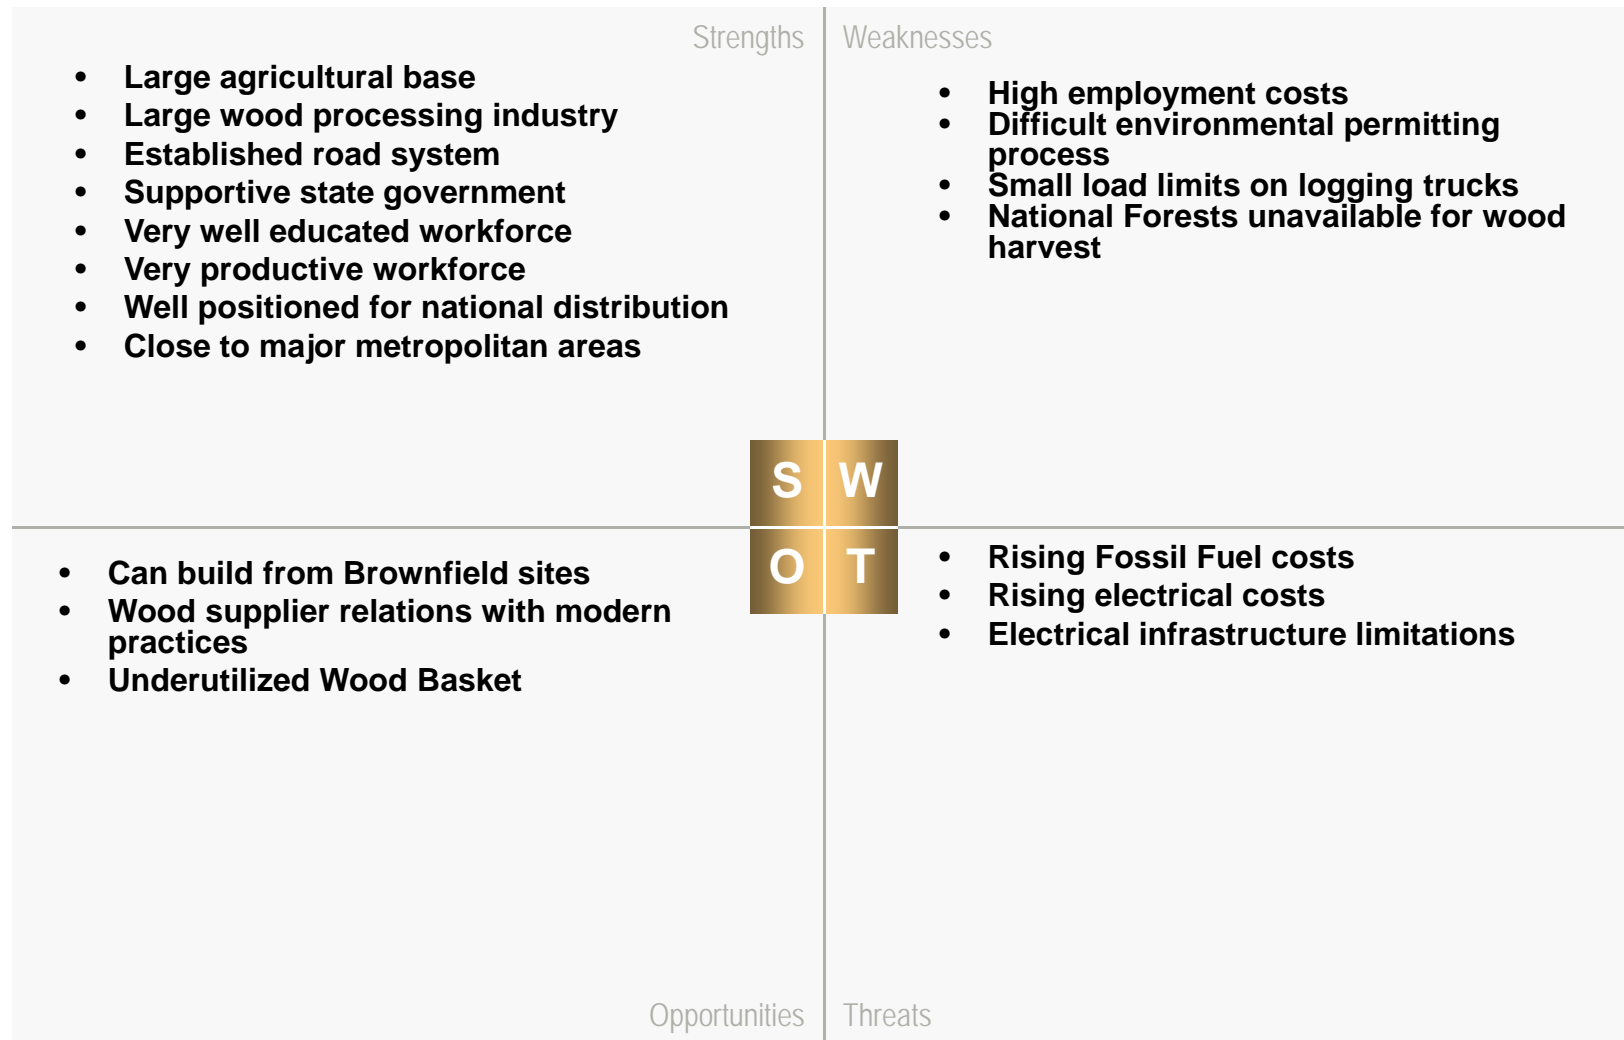 Strengths
• Large agricultural base
• Large wood processing industry
• Established road system
• Supportive state government
• Very well educated workforce
• Very productive workforce
• Well positioned for national distribution
• Close to major metropolitan areas
Weaknesses
• High employment costs
• Difficult environmental permitting
process
• Small load limits on logging trucks
• National Forests unavailable for wood
harvest
S W
O T
• Can build from Brownfield sites
• Wood supplier relations with modern
practices
• Underutilized Wood Basket
Opportunities
• Rising Fossil Fuel costs
• Rising electrical costs
• Electrical infrastructure limitations
Threats